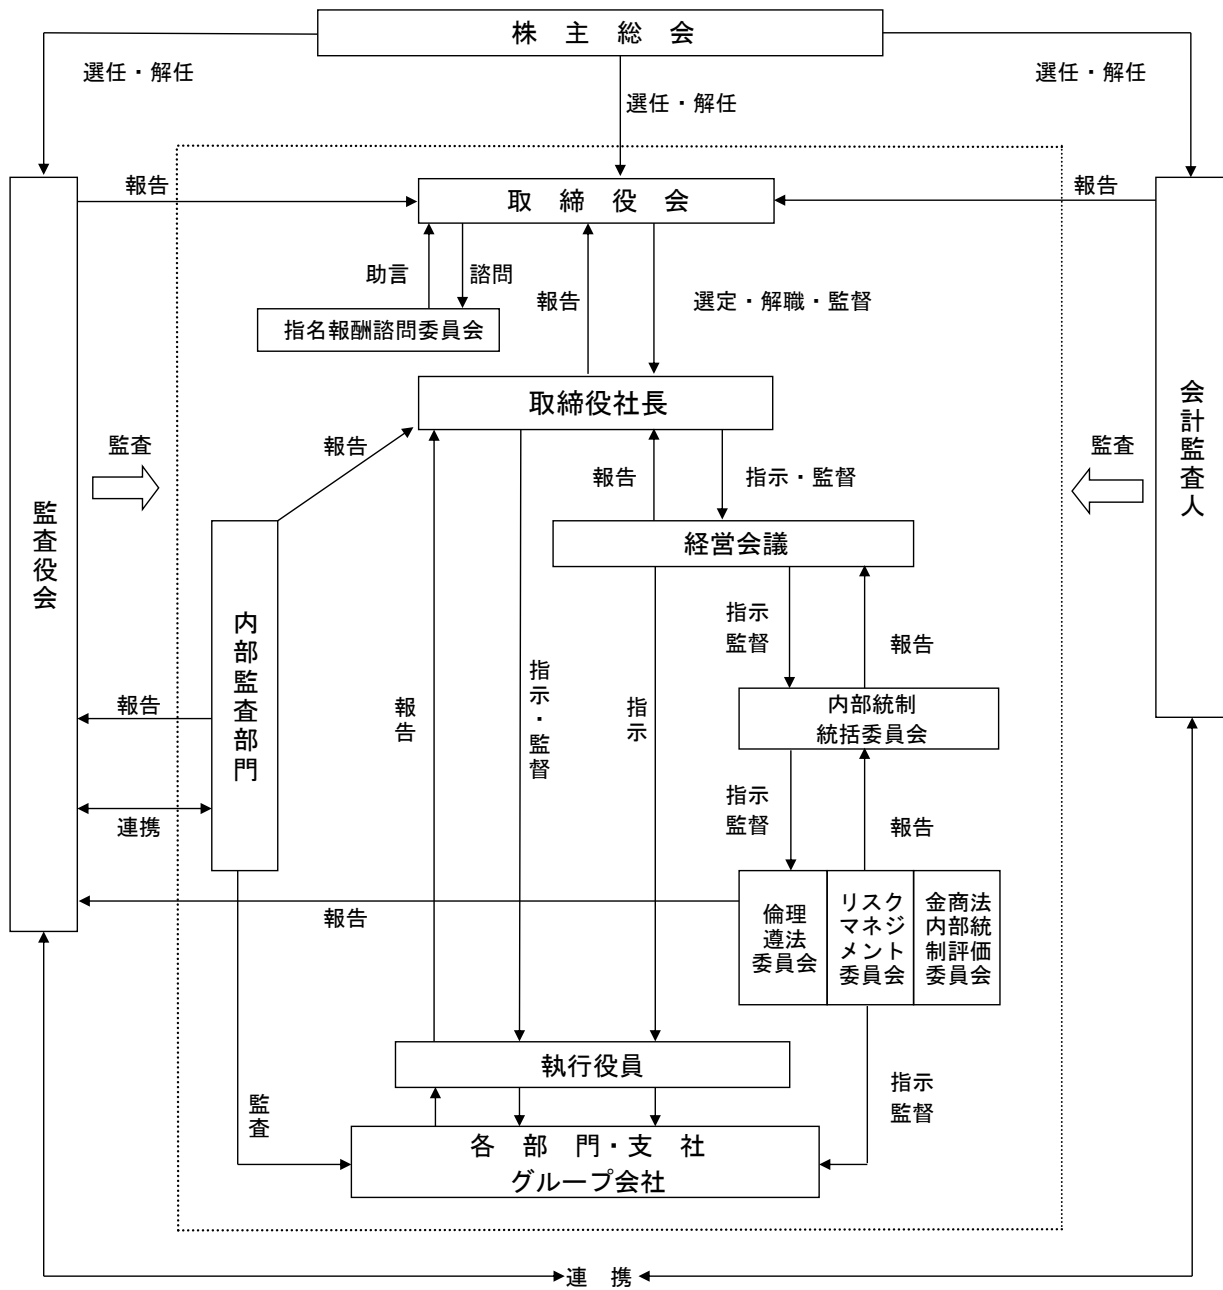 株 主 総 会
選任・解任
選任・解任
選任・解任
報告
取 締 役 会
報告
助言
諮問
報告
選定・解職・監督
指名報酬諮問委員会
取締役社長
会計監査人
監査
報告
報告
指示・監督
監査
監査役会
経営会議
内部監査部門
指示
監督
報告
報告
報告
指示・監督
指示
内部統制
統括委員会
連携
指示
監督
報告
報告
倫理
遵法
委員会
リスク
マネジ
メント
委員会
金商法
内部統
制評価
委員会
執行役員
監査
指示
監督
各 部 門・支 社
グループ会社
連 携